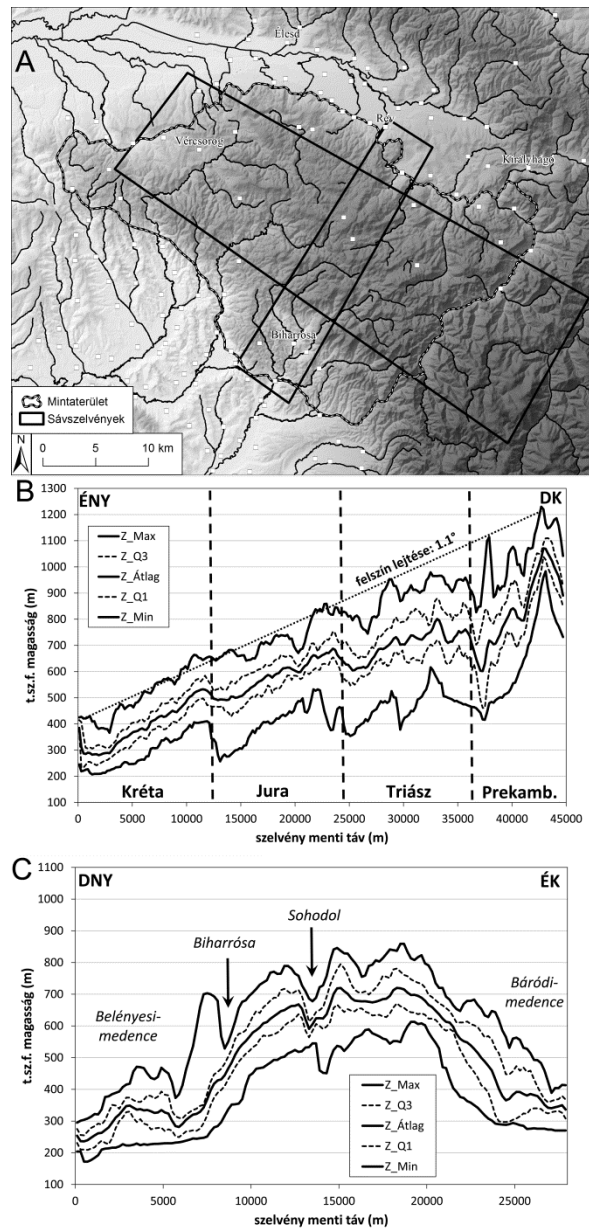 A
Élesd
Rév
Vércsorog
Királyhágó
Biharrósa
Mintaterület
Sávszelvények
N
0 5 10 km
B
ÉNY
DK
t.sz.f. magasság (m)
1300
1200
1100
1000
900
800
700
600
500
400
300
200
100
Z_Max
Z_Q3
Z_Átlag
Z_Q1
Z_Min
felszín lejtése: 1.1°
Kréta
Jura
Triász
Prekamb.
0 5000 10000 15000 20000 25000 30000 35000 40000 45000
szelvény menti táv (m)
C
DNY
ÉK
t.sz.f. magasság (m)
1100
1000
900
800
700
600
500
400
300
200
100
Sohodol
Biharrósa
Belényesi-
medence
Báródi-
medence
Z_Max
Z_Q3
Z_Átlag
Z_Q1
Z_Min
0 5000 10000 15000 20000 25000
szelvény menti táv (m)